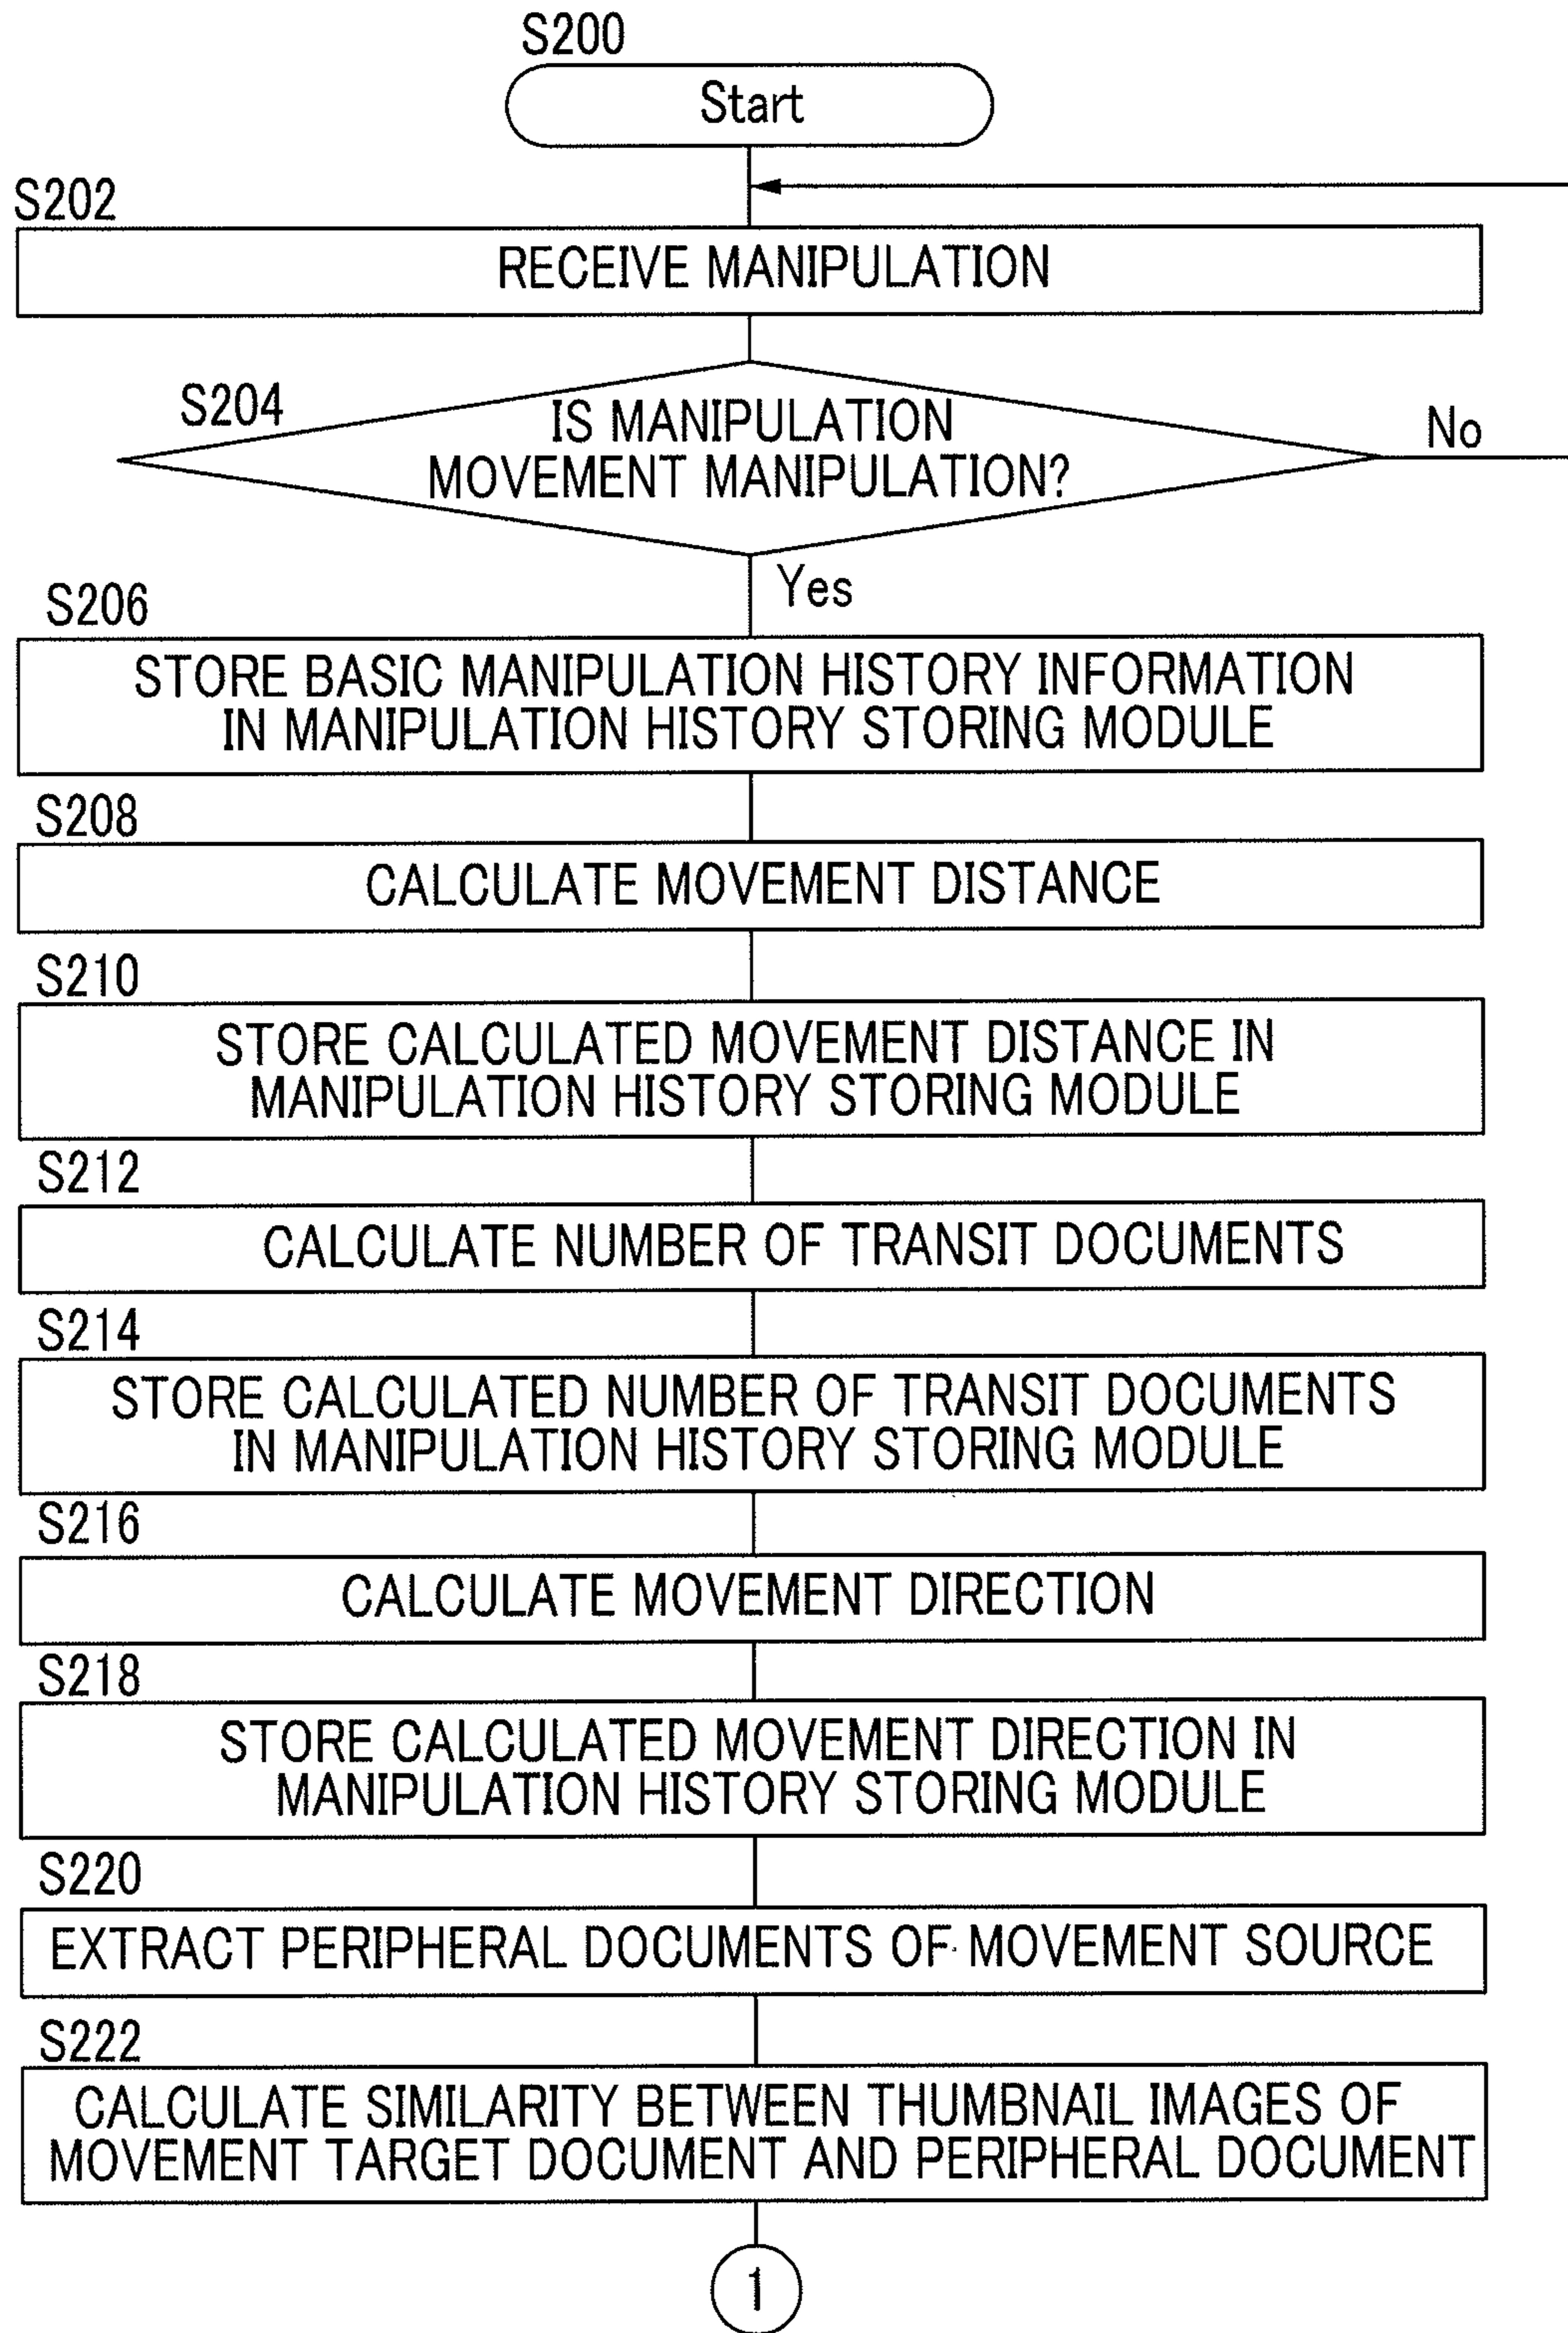 S200
Start
S202
RECEIVE MANIPULATION
S204
IS MANIPULATION
MOVEMENT MANIPULATION?
No
Yes
S206
STORE BASIC MANIPULATION HISTORY INFORMATION
IN MANIPULATION HISTORY STORING MODULE
S208
CALCULATE MOVEMENT DISTANCE
S210
STORE CALCULATED MOVEMENT DISTANCE IN
MANIPULATION HISTORY STORING MODULE
S212
CALCULATE NUMBER OF TRANSIT DOCUMENTS
S214
STORE CALCULATED NUMBER OF TRANSIT DOCUMENTS
IN MANIPULATION HISTORY STORING MODULE
S216
CALCULATE MOVEMENT DIRECTION
S218
STORE CALCULATED MOVEMENT DIRECTION IN
MANIPULATION HISTORY STORING MODULE
S220
EXTRACT PERIPHERAL DOCUMENTS OF MOVEMENT SOURCE
S222
CALCULATE SIMILARITY BETWEEN THUMBNAIL IMAGES OF
MOVEMENT TARGET DOCUMENT AND PERIPHERAL DOCUMENT
1